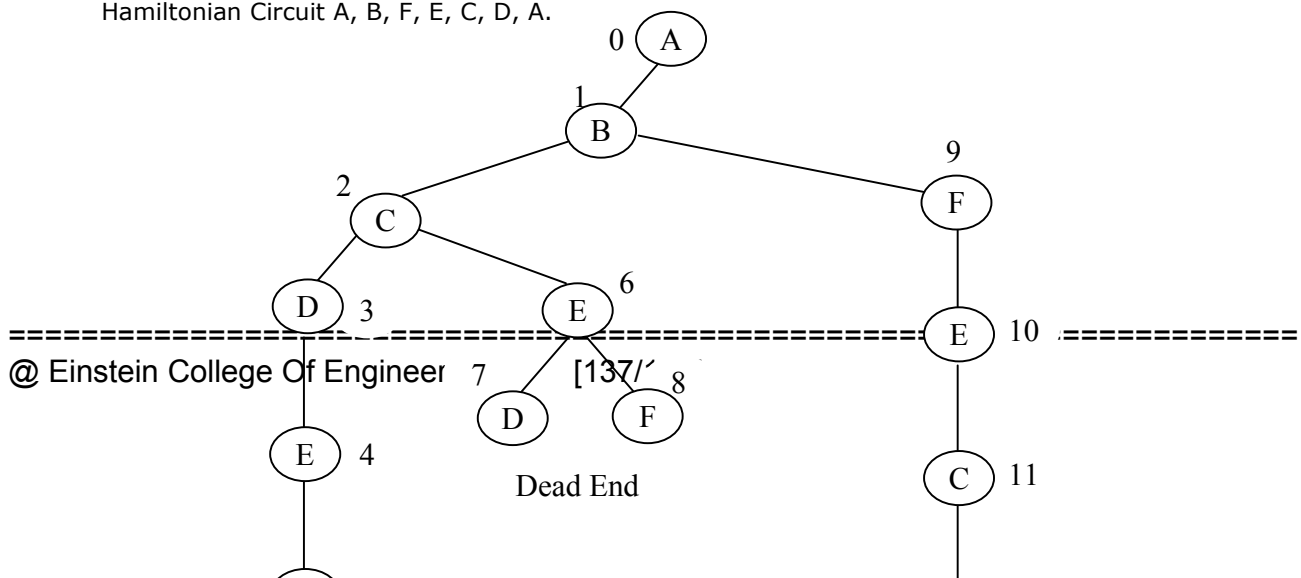 Hamiltonian Circuit A, B, F, E, C, D, A.
0 A
1
B
9
2
F
C
6
D 3 E
E 10
==================================================
@ Einstein College Of Engineer 7 [137/ 8
D F
E 4
C 11
Dead End